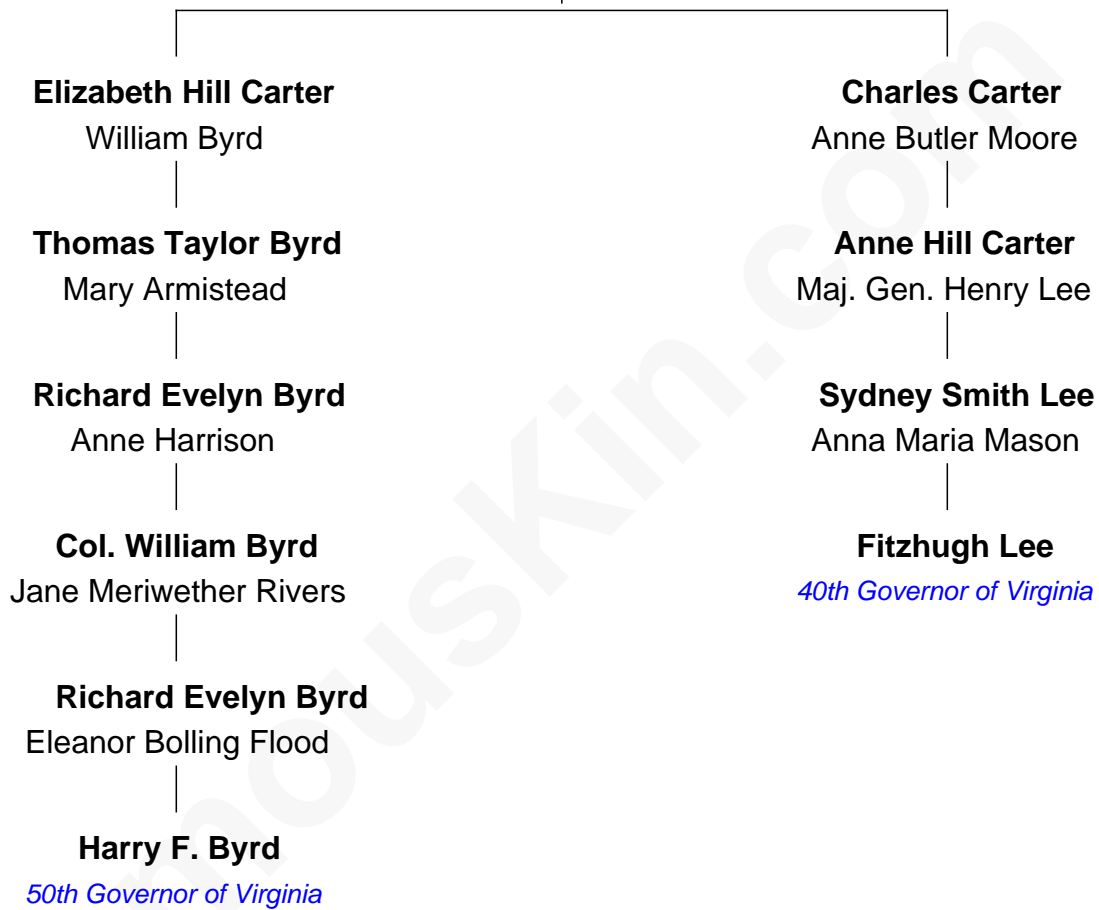 Elizabeth Hill Carter
William Byrd
Thomas Taylor Byrd
Mary Armistead
Richard Evelyn Byrd
Anne Harrison
Col. William Byrd
Jane Meriwether Rivers
Richard Evelyn Byrd
Eleanor Bolling Flood
Harry F. Byrd
50th Governor of Virginia
Charles Carter
Anne Butler Moore
Anne Hill Carter
Maj. Gen. Henry Lee
Sydney Smith Lee
Anna Maria Mason
Fitzhugh Lee
40th Governor of Virginia
mousKin.com